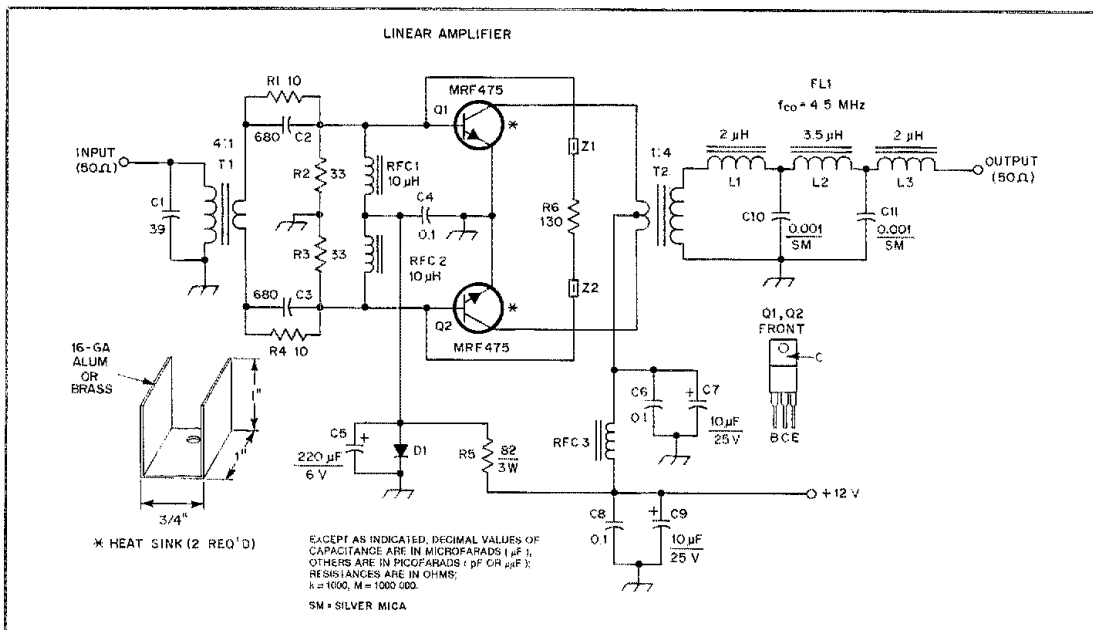 LINEAR AMPLIFIER
R1 10
Q1
MRF475
*
FL1
fco = 4.5 MHz
680 C2
4:1
T1
INPUT
(50Ω)
C1
39
R2 33
RFC1
10 μH
C4
0.1
Z1
R6
130
1:4
T2
2 μH
L1
3.5 μH
L2
2 μH
L3
OUTPUT
(50Ω)
C10
0.001
SM
C11
0.001
SM
R3 33
RFC2
10 μH
680 C3
R4 10
Q2
MRF475
*
Z2
Q1, Q2
FRONT
C
B C E
16-GA
ALUM
OR
BRASS
1"
1"
3/4"
* HEAT SINK (2 REQ'D)
C5
+
220 μF
6 V
D1
R5
82
3W
RFC3
C6
0.1
+
C7
10 μF
25 V
+12 V
C8
0.1
+
C9
10 μF
25 V
EXCEPT AS INDICATED, DECIMAL VALUES OF
CAPACITANCE ARE IN MICROFARADS (μF);
OTHERS ARE IN PICOFARADS (pF OR μμF);
RESISTANCES ARE IN OHMS;
k = 1000, M = 1000 000.
SM = SILVER MICA